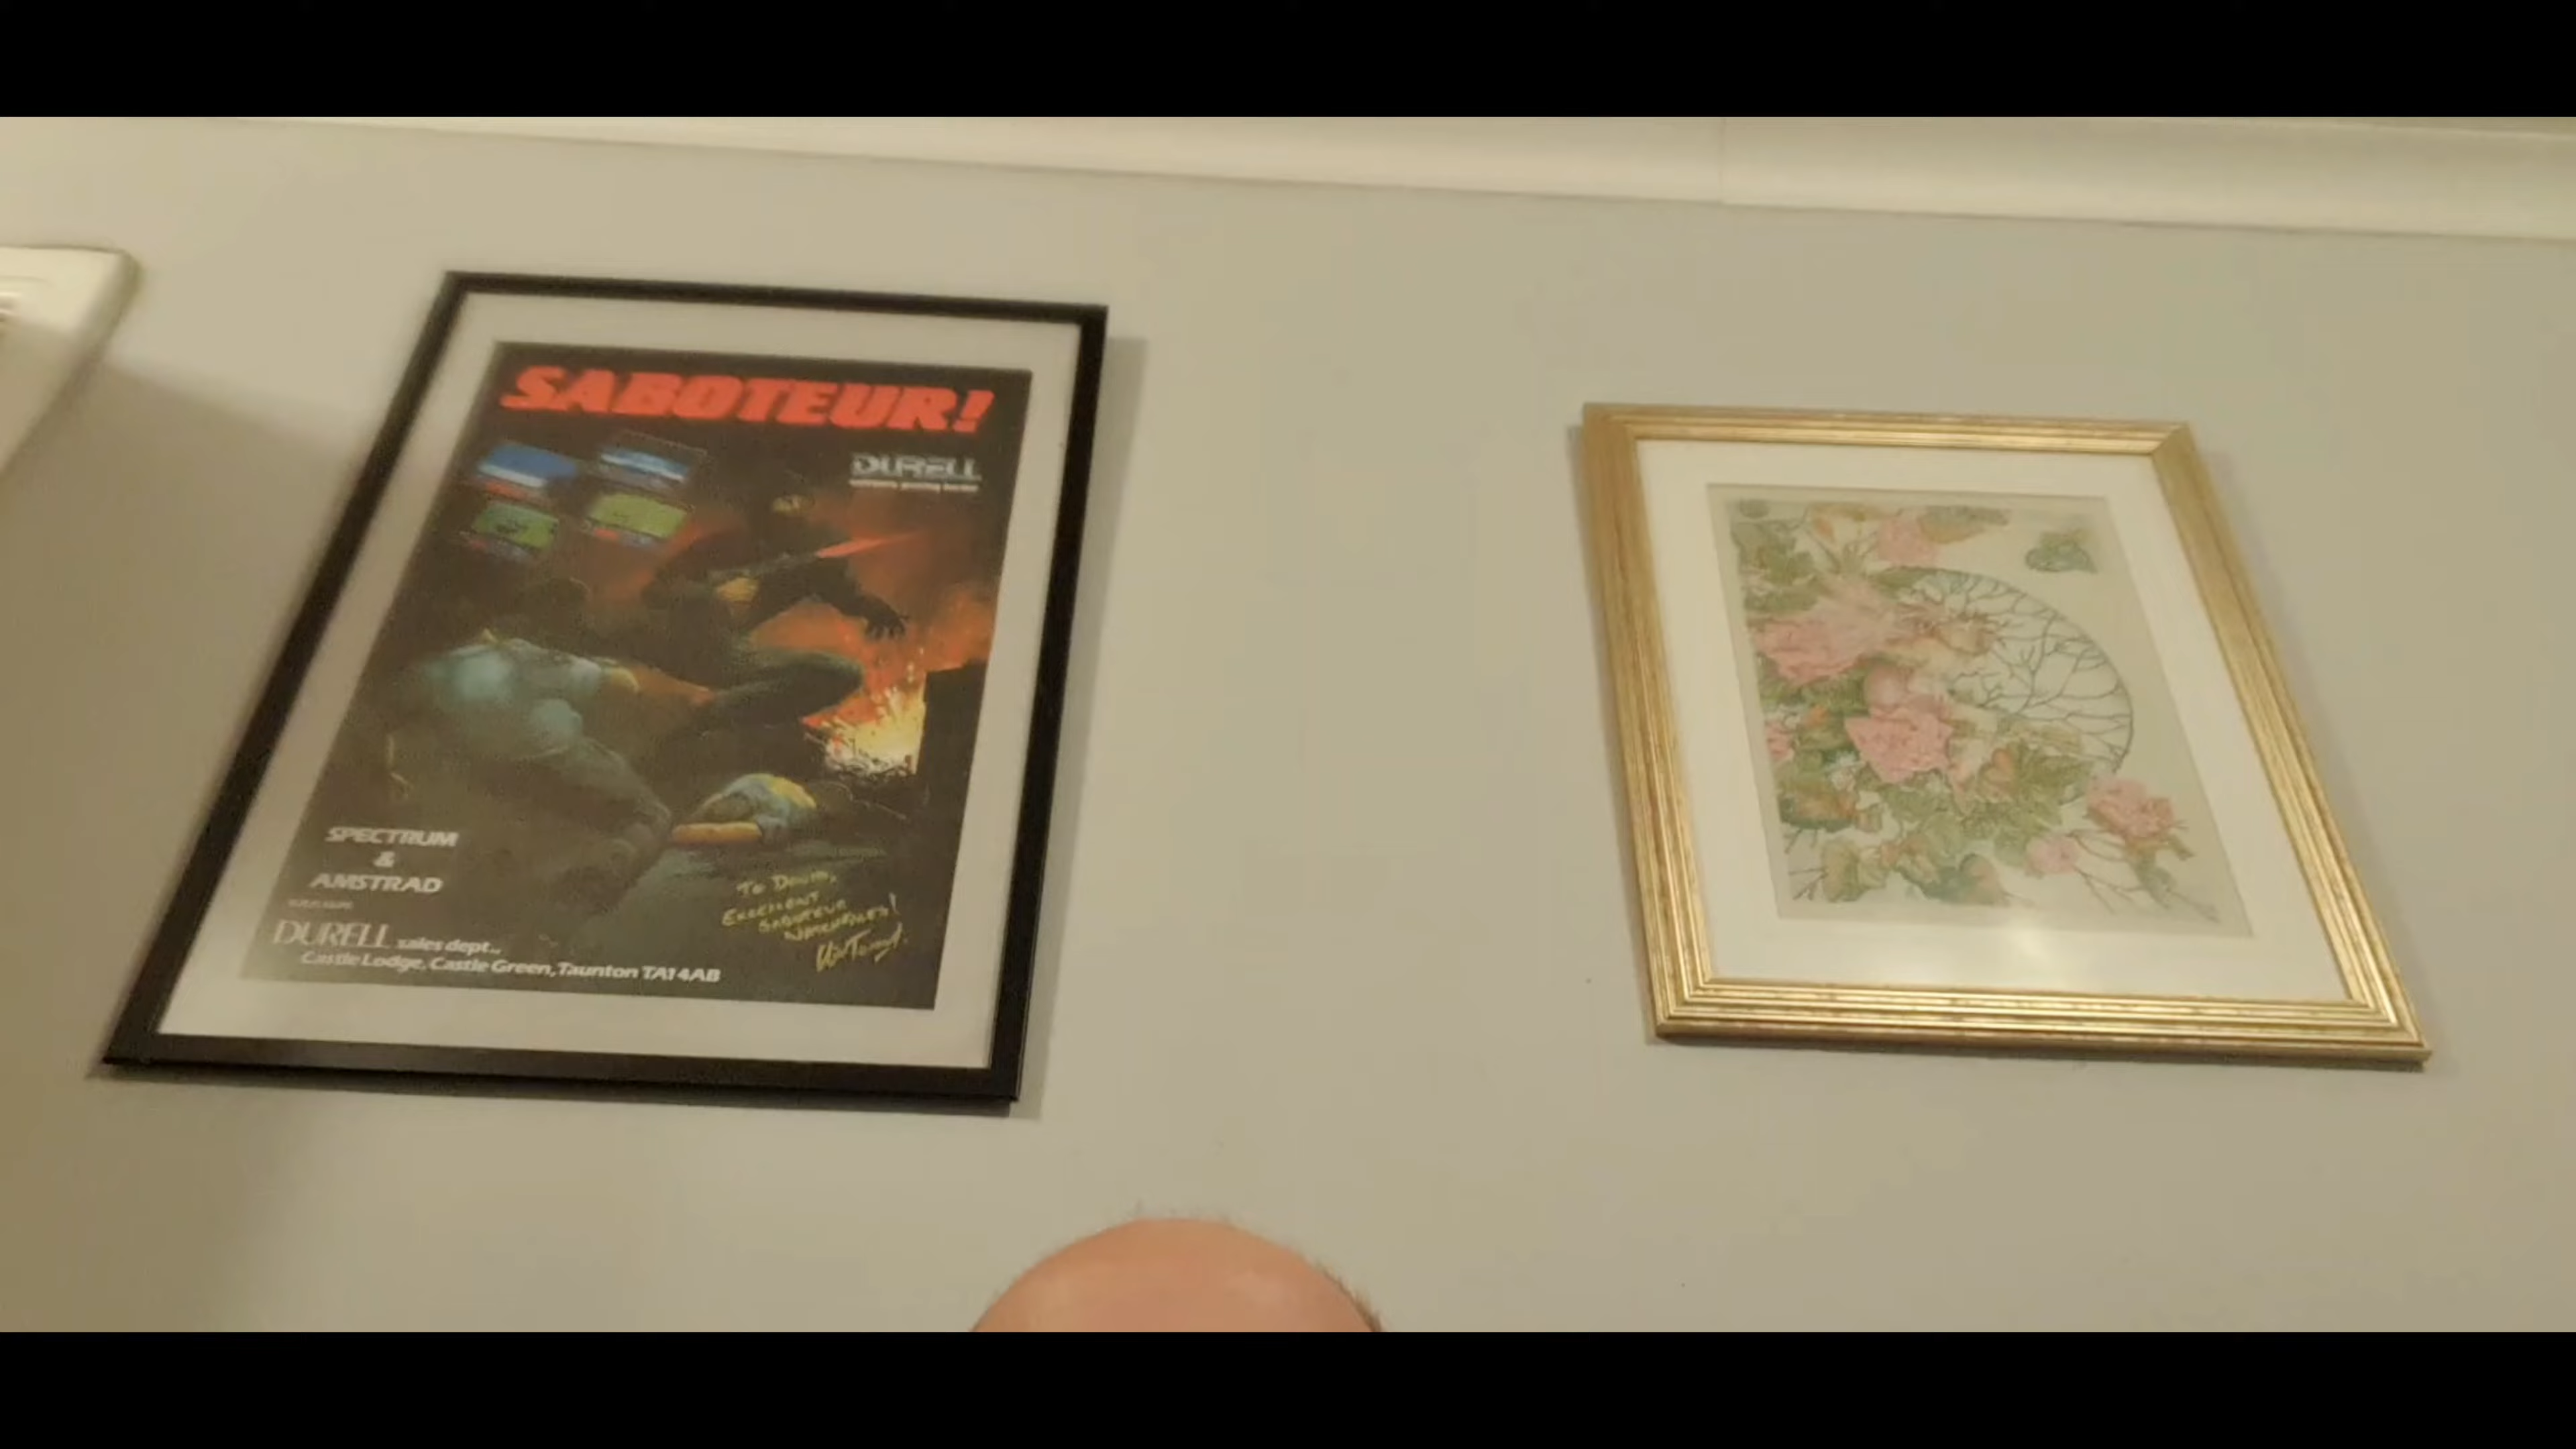 SABOTEUR!
DURELL
SPECTRUM
&
AMSTRAD
DURELL sales dept.,
Castle Lodge, Castle Green, Taunton TA1 4AB
To David,
EXCELLENT
SABOTEUR